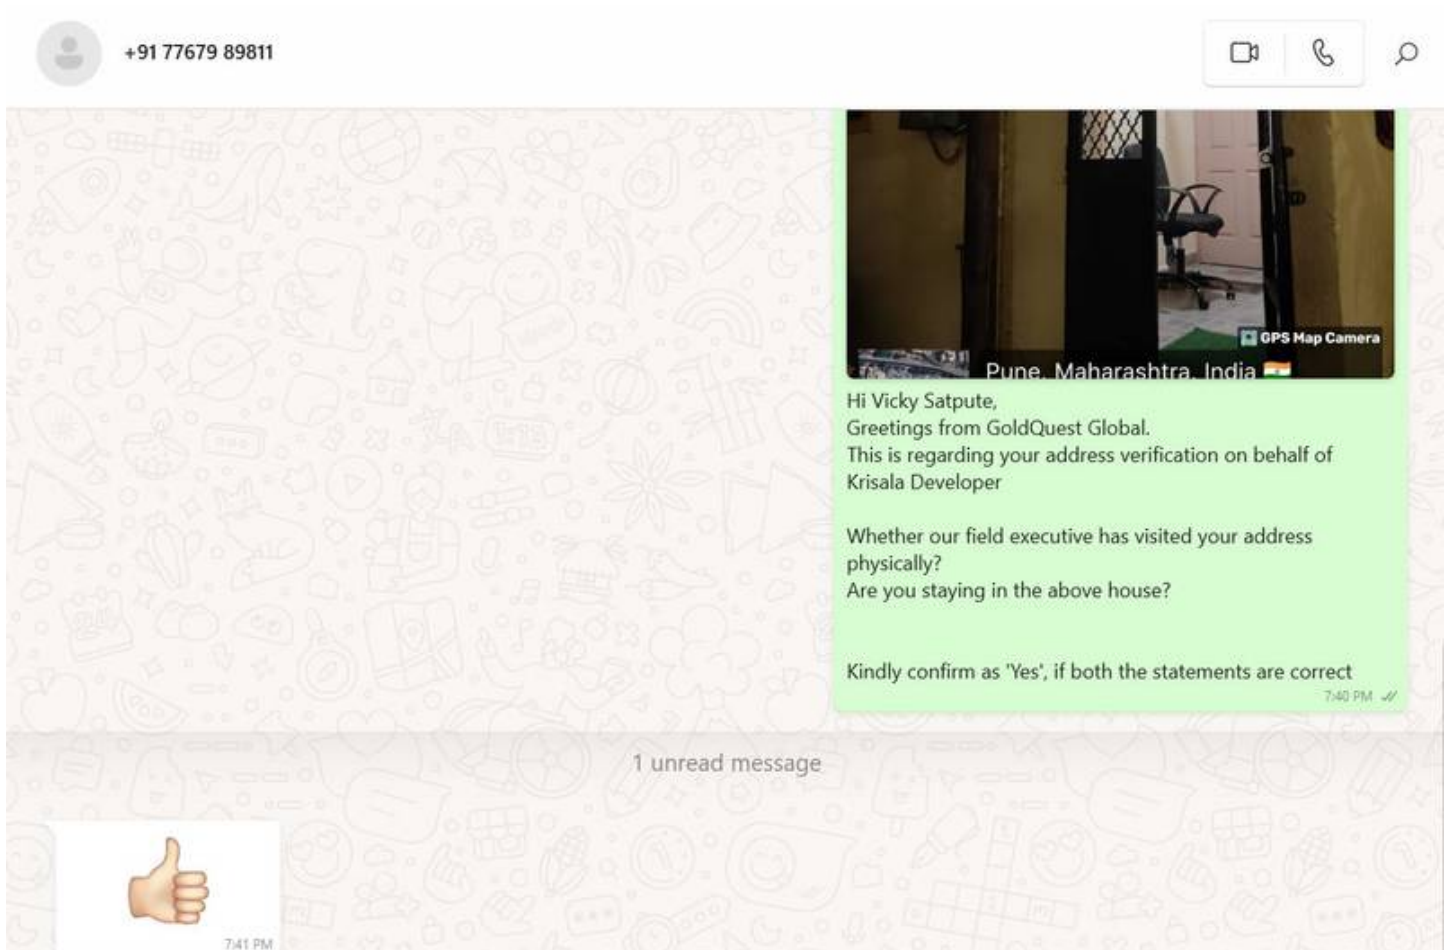 +91 77679 89811
GPS Map Camera
Pune, Maharashtra, India
Hi Vicky Satpute,
Greetings from GoldQuest Global.
This is regarding your address verification on behalf of
Krisala Developer
Whether our field executive has visited your address
physically?
Are you staying in the above house?
Kindly confirm as 'Yes', if both the statements are correct
7:40 PM
1 unread message
7:41 PM